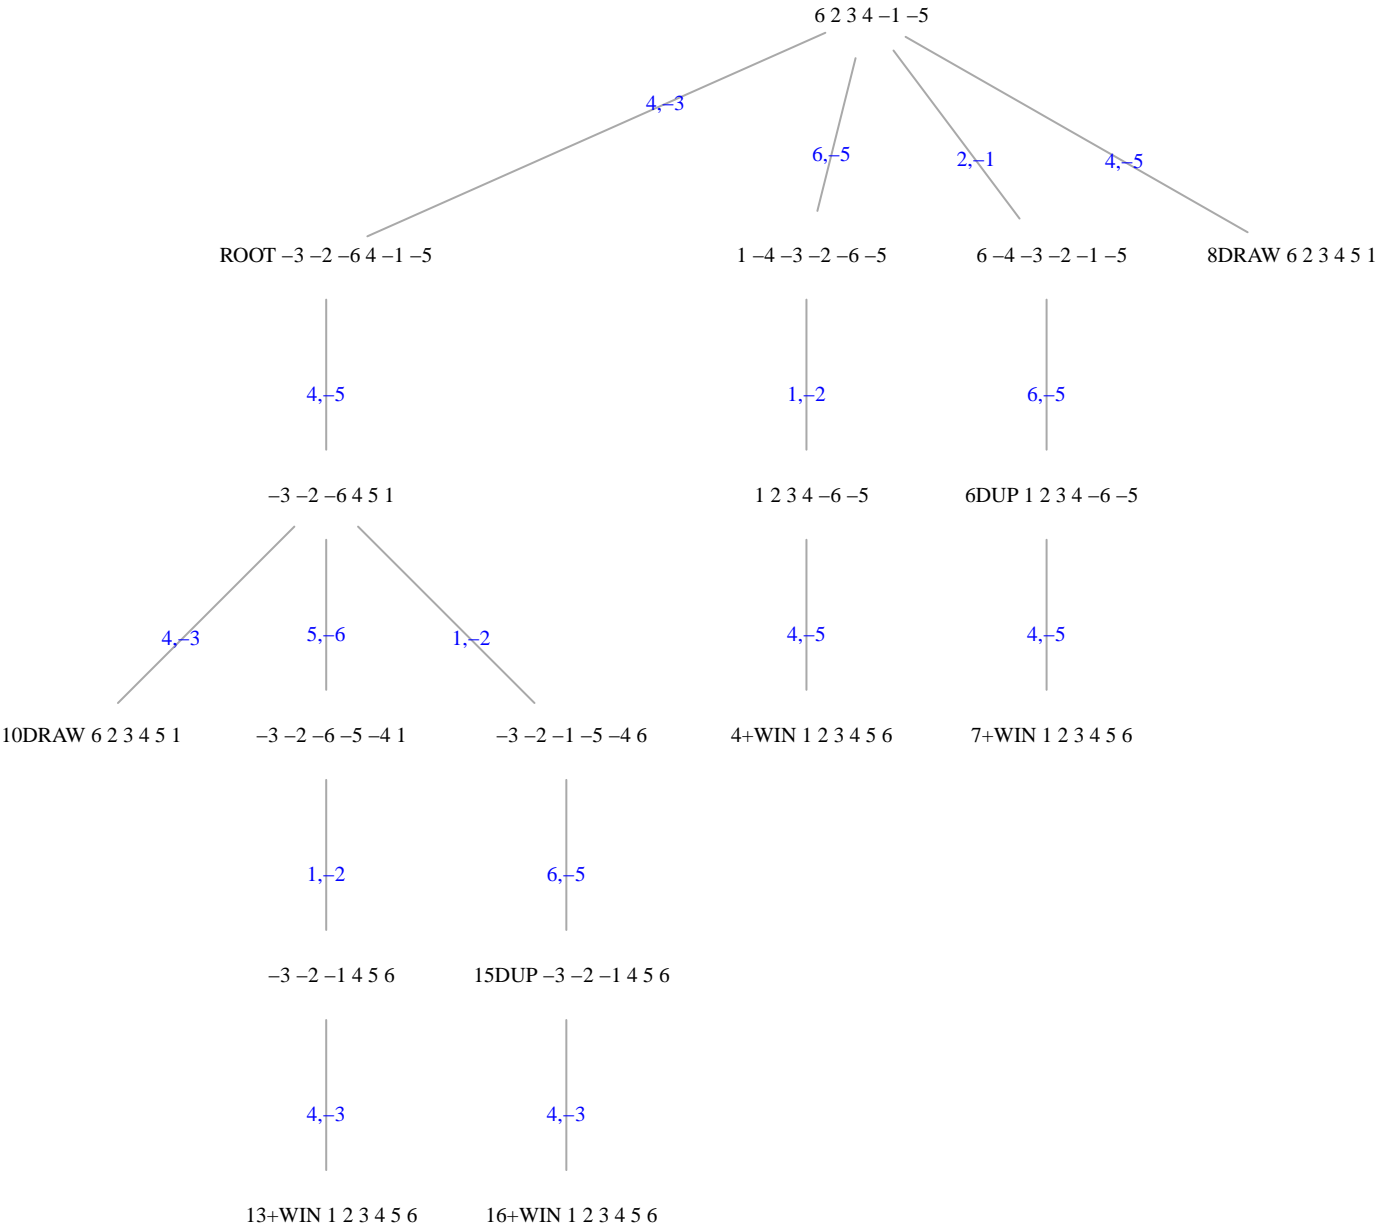 6 2 3 4 −1 −5
4,−3
6,−5
2,−1
4,−5
ROOT −3 −2 −6 4 −1 −5
1 −4 −3 −2 −6 −5
6 −4 −3 −2 −1 −5
8DRAW 6 2 3 4 5 1
4,−5
1,−2
6,−5
−3 −2 −6 4 5 1
1 2 3 4 −6 −5
6DUP 1 2 3 4 −6 −5
4,−3
5,−6
1,−2
4,−5
4,−5
10DRAW 6 2 3 4 5 1
−3 −2 −6 −5 −4 1
−3 −2 −1 −5 −4 6
4+WIN 1 2 3 4 5 6
7+WIN 1 2 3 4 5 6
1,−2
6,−5
−3 −2 −1 4 5 6
15DUP −3 −2 −1 4 5 6
4,−3
4,−3
13+WIN 1 2 3 4 5 6
16+WIN 1 2 3 4 5 6